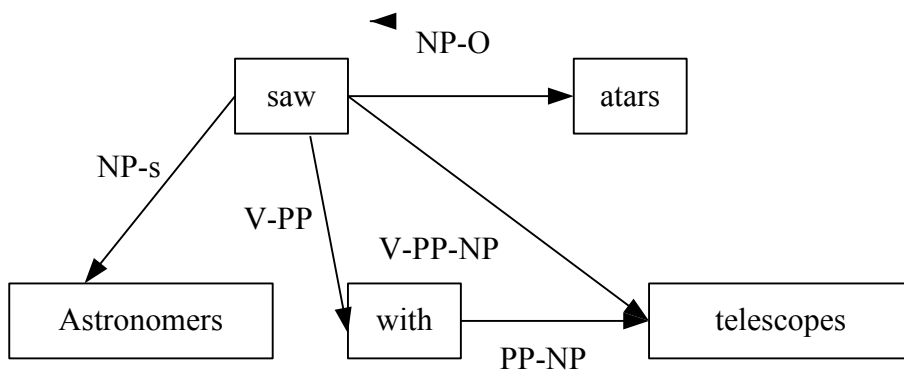 NP-O
saw
atars
NP-s
V-PP
V-PP-NP
Astronomers
with
telescopes
PP-NP